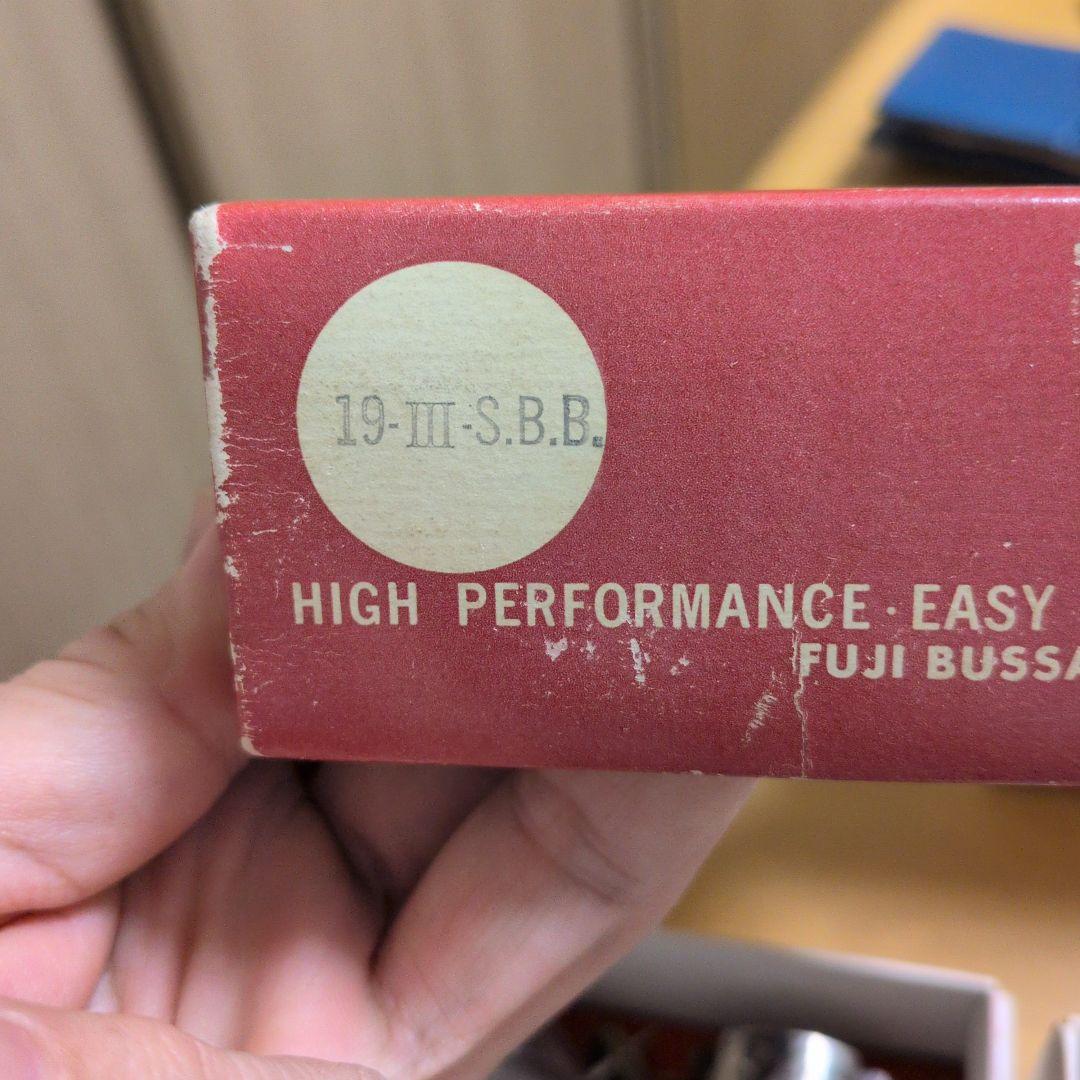 19-III-S.B.B.
HIGH PERFORMANCE · EASY
FUJI BUSSA